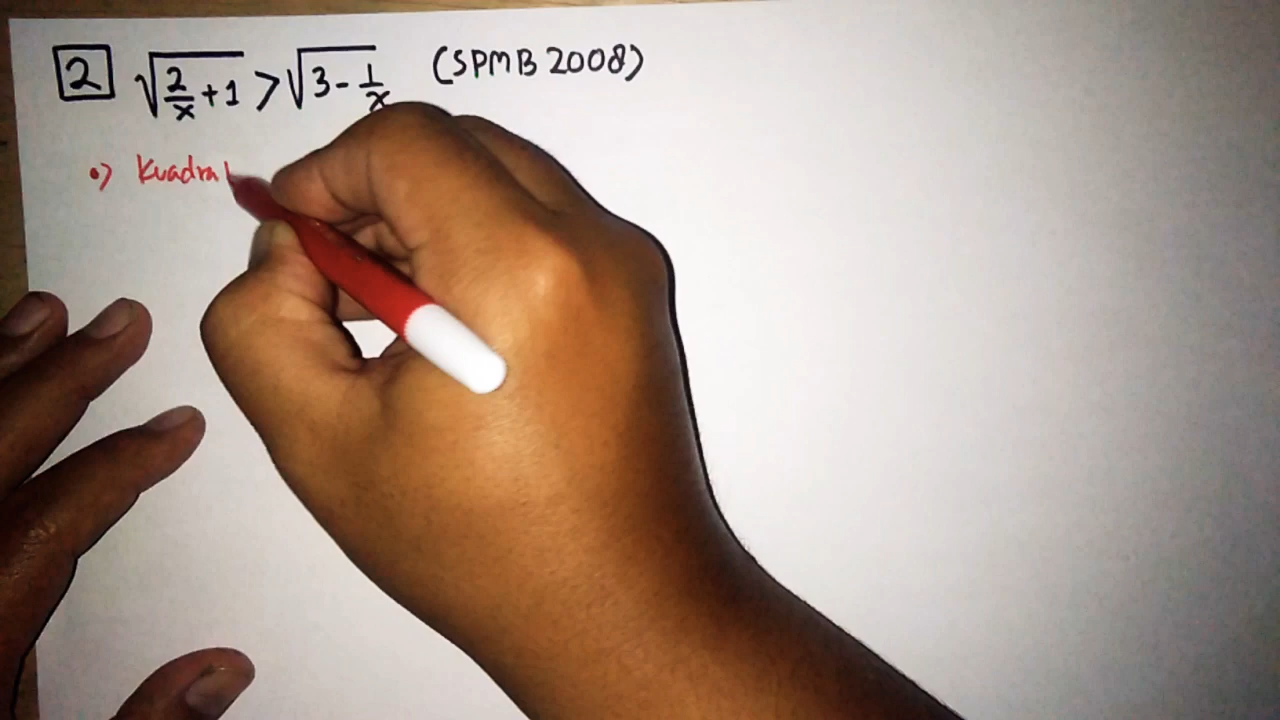 2 √(2/x + 1) > √(3 - 1/x) (SPMB 2008)
•) Kuadra